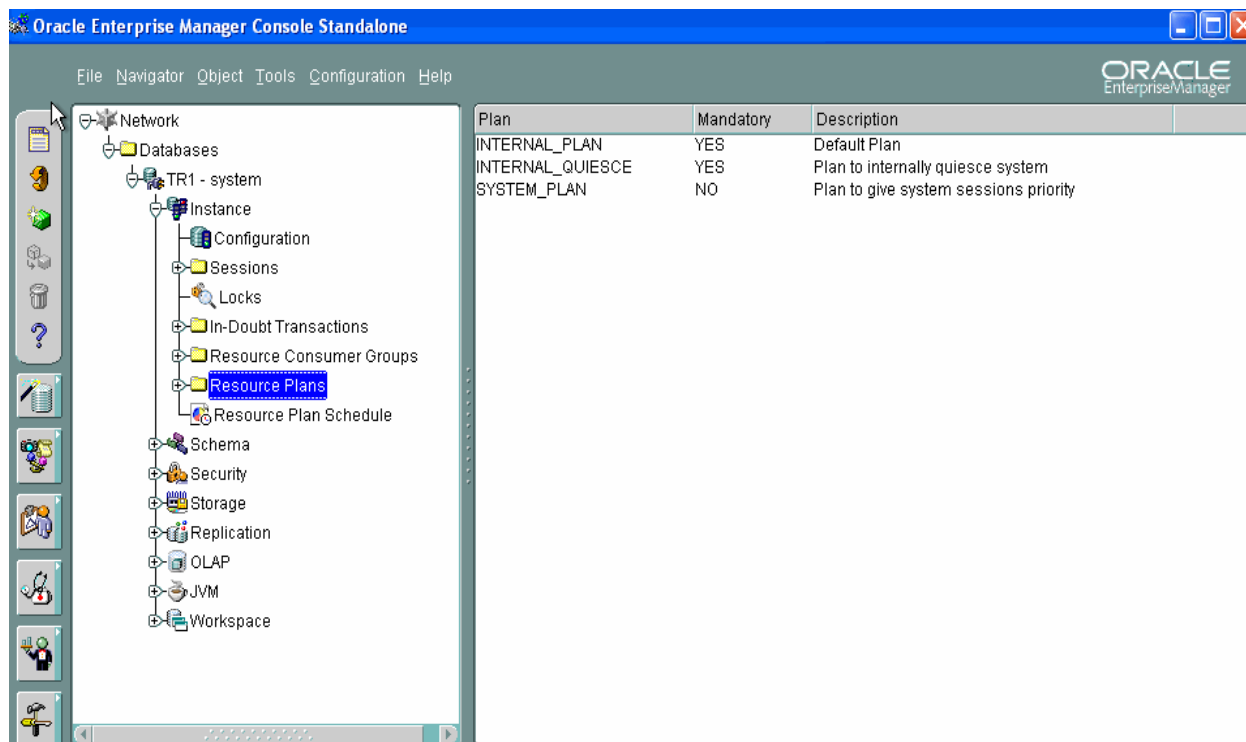 Oracle Enterprise Manager Console Standalone
File Navigator Object Tools Configuration Help
ORACLE
EnterpriseManager
Network
Databases
TR1 - system
Instance
Configuration
Sessions
Locks
In-Doubt Transactions
Resource Consumer Groups
Resource Plans
Resource Plan Schedule
Schema
Security
Storage
Replication
OLAP
JVM
Workspace
Plan Mandatory Description
INTERNAL_PLAN YES Default Plan
INTERNAL_QUIESCE YES Plan to internally quiesce system
SYSTEM_PLAN NO Plan to give system sessions priority